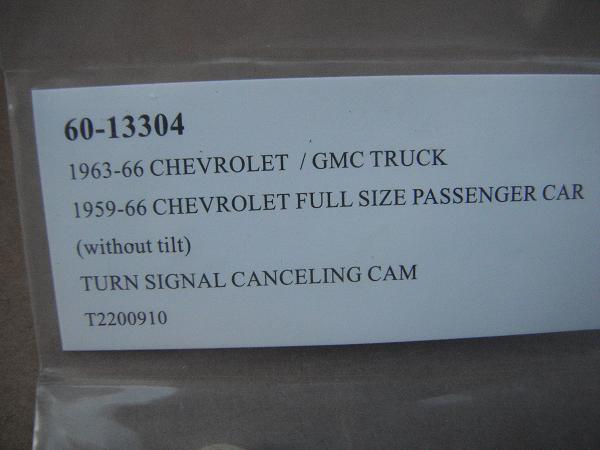 60-13304
1963-66 CHEVROLET / GMC TRUCK
1959-66 CHEVROLET FULL SIZE PASSENGER CAR
(without tilt)
TURN SIGNAL CANCELING CAM
T2200910